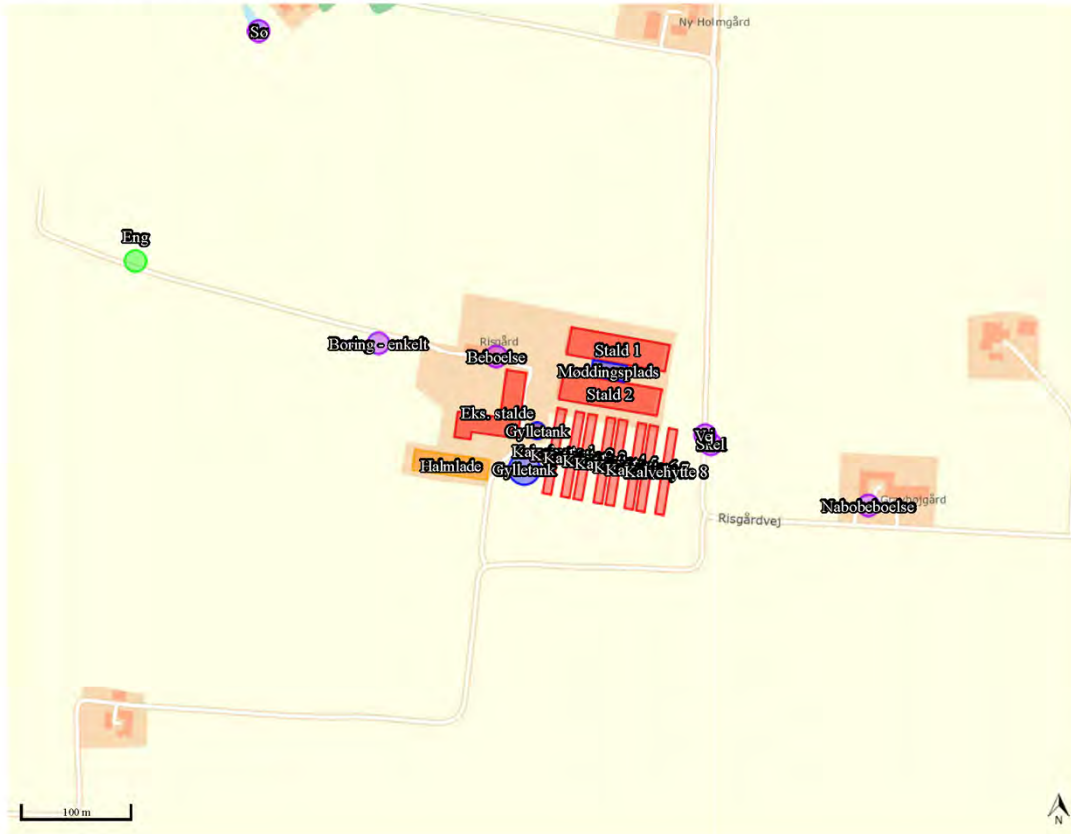 Sø
Ny Holmgård
Eng
Boring - enkelt
Risgård
Beboelse
Stald 1
Møddingsplads
Stald 2
Eks. stalde
Gylletank
Vej
Skel
Halmlade
Gylletank
Kalvehytte 8
Nabobeboelse
Risgårdvej
100 m
N